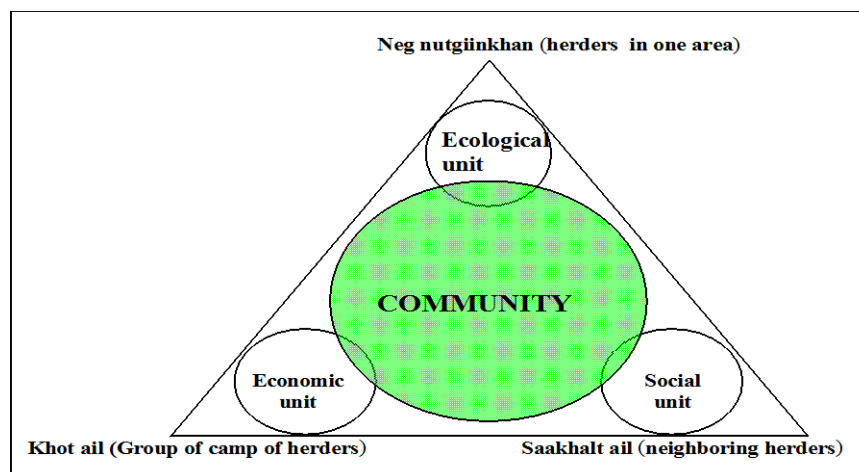 Neg nutgiinkhan (herders in one area)
Ecological
unit
COMMUNITY
Economic
unit
Social
unit
Khot ail (Group of camp of herders)
Saakhalt ail (neighboring herders)